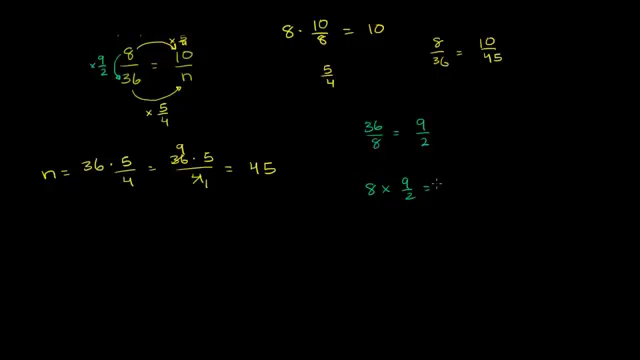 8/36 = 10/n
× 9/2
× 5/4
8 · 10/8 = 10
5/4
8/36 = 10/45
n = 36 · 5/4 = 36 · 5/4 = 45
9
1
36/8 = 9/2
8 × 9/2 =